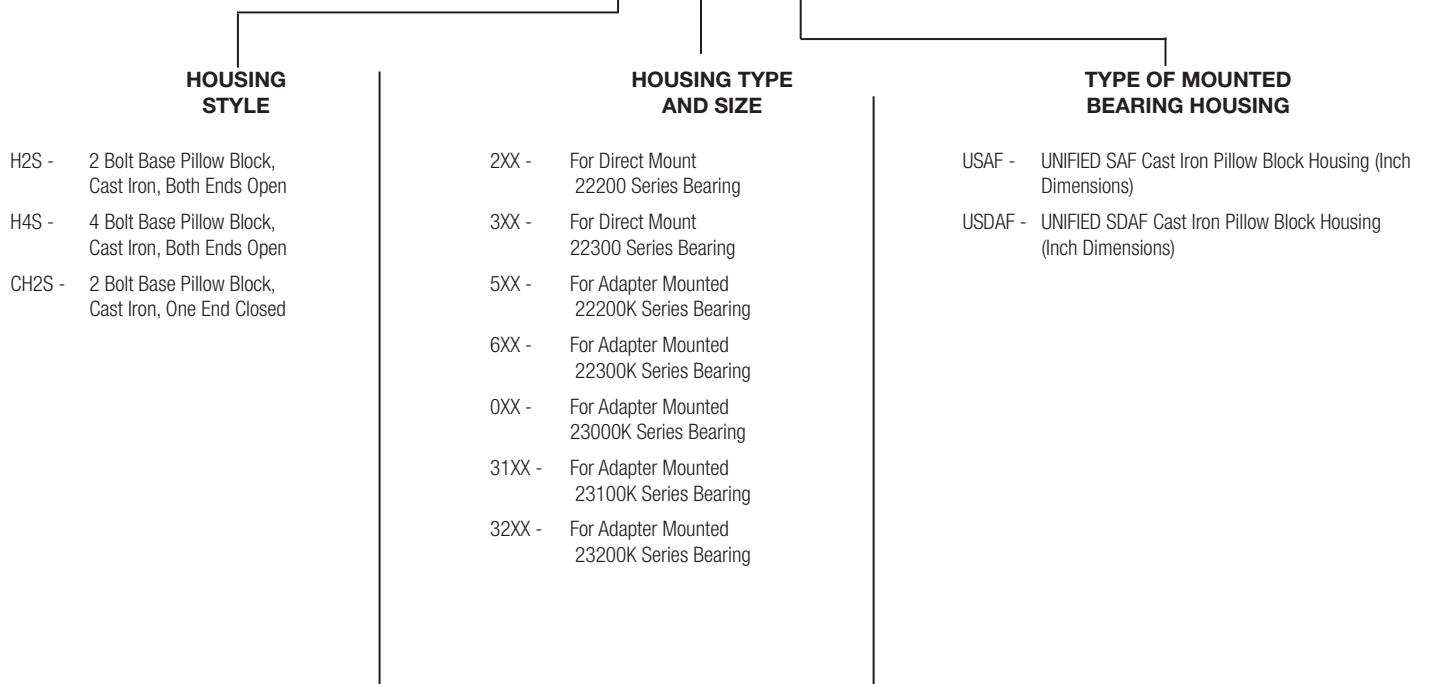 HOUSING
STYLE
H2S - 2 Bolt Base Pillow Block,
Cast Iron, Both Ends Open
H4S - 4 Bolt Base Pillow Block,
Cast Iron, Both Ends Open
CH2S - 2 Bolt Base Pillow Block,
Cast Iron, One End Closed
HOUSING TYPE
AND SIZE
2XX - For Direct Mount
22200 Series Bearing
3XX - For Direct Mount
22300 Series Bearing
5XX - For Adapter Mounted
22200K Series Bearing
6XX - For Adapter Mounted
22300K Series Bearing
0XX - For Adapter Mounted
23000K Series Bearing
31XX - For Adapter Mounted
23100K Series Bearing
32XX - For Adapter Mounted
23200K Series Bearing
TYPE OF MOUNTED
BEARING HOUSING
USAF - UNIFIED SAF Cast Iron Pillow Block Housing (Inch
Dimensions)
USDAF - UNIFIED SDAF Cast Iron Pillow Block Housing
(Inch Dimensions)